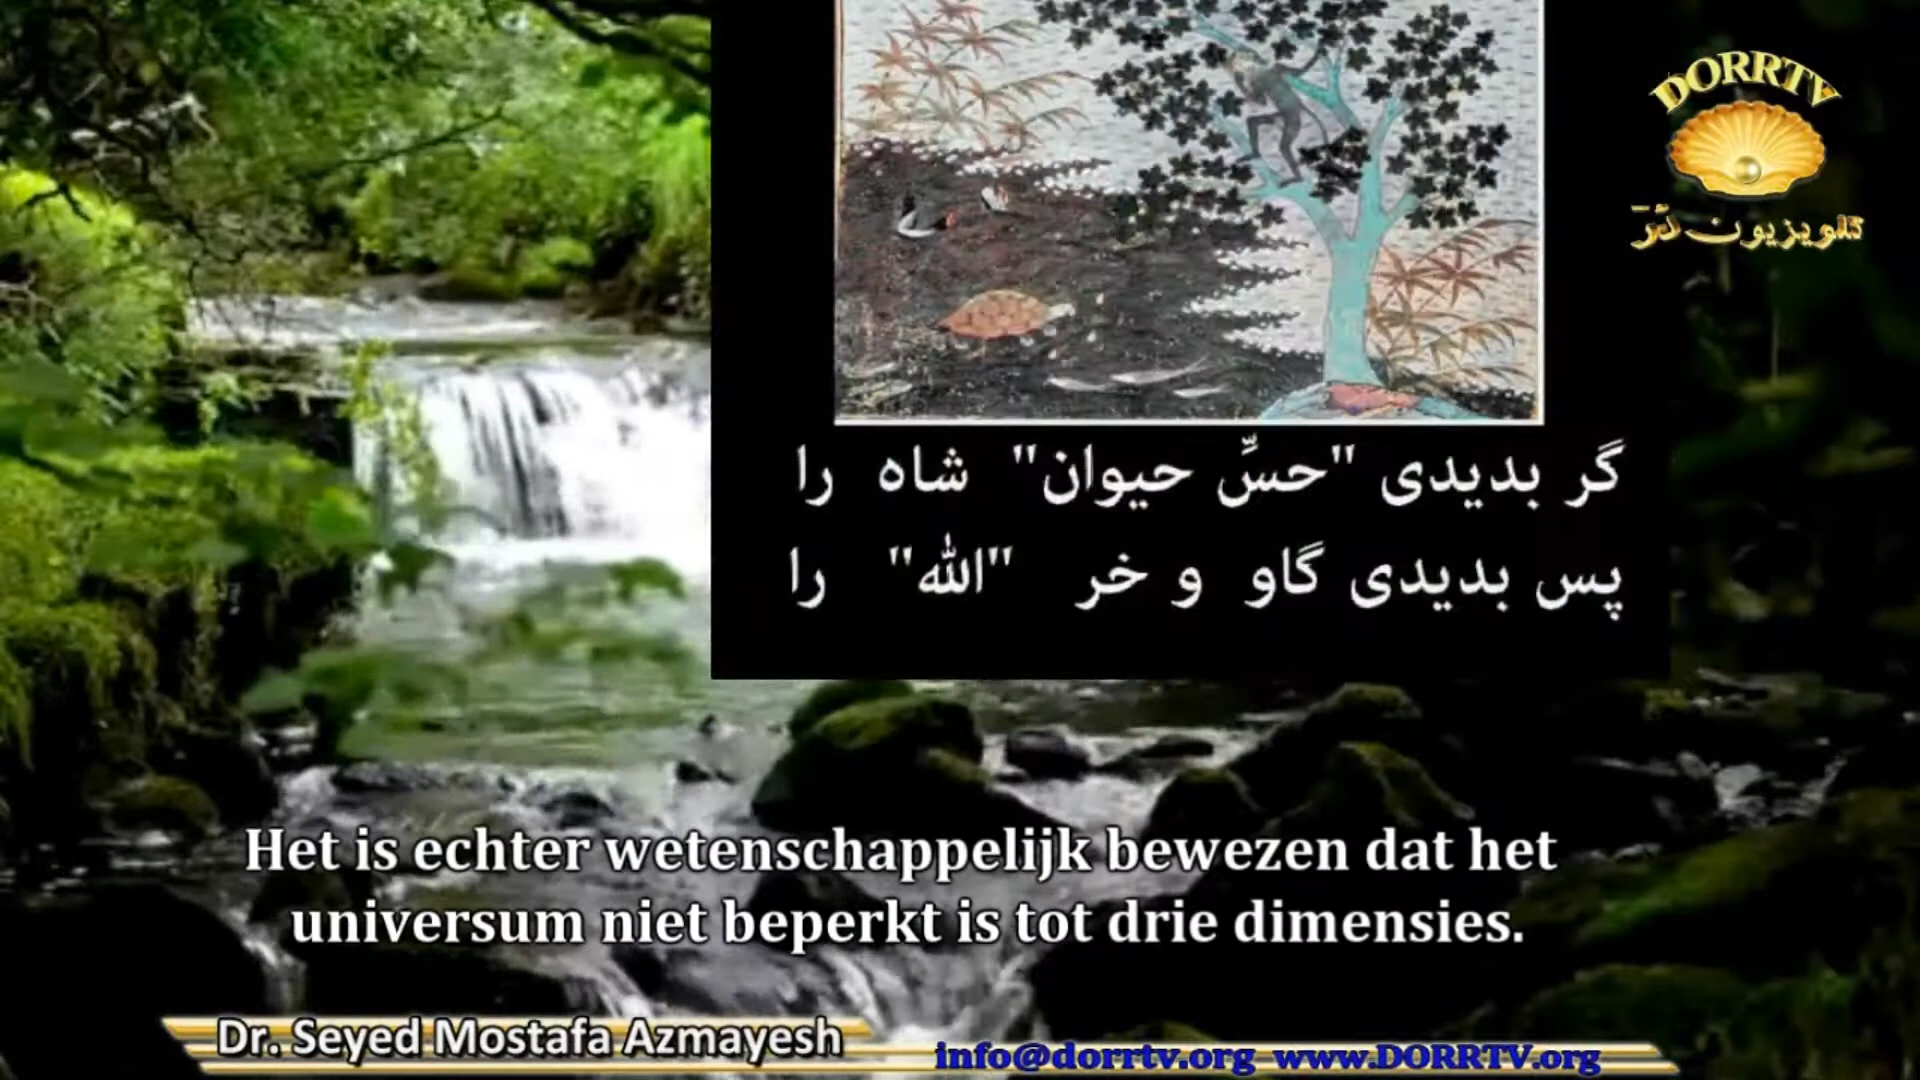 DORRTV
تلویزیون دُرّ
گر بدیدی "حسِّ حیوان" شاه را
پس بدیدی گاو و خر "الله" را
Het is echter wetenschappelijk bewezen dat het
universum niet beperkt is tot drie dimensies.
Dr. Seyed Mostafa Azmayesh
info@dorrtv.org www.DORRTV.org